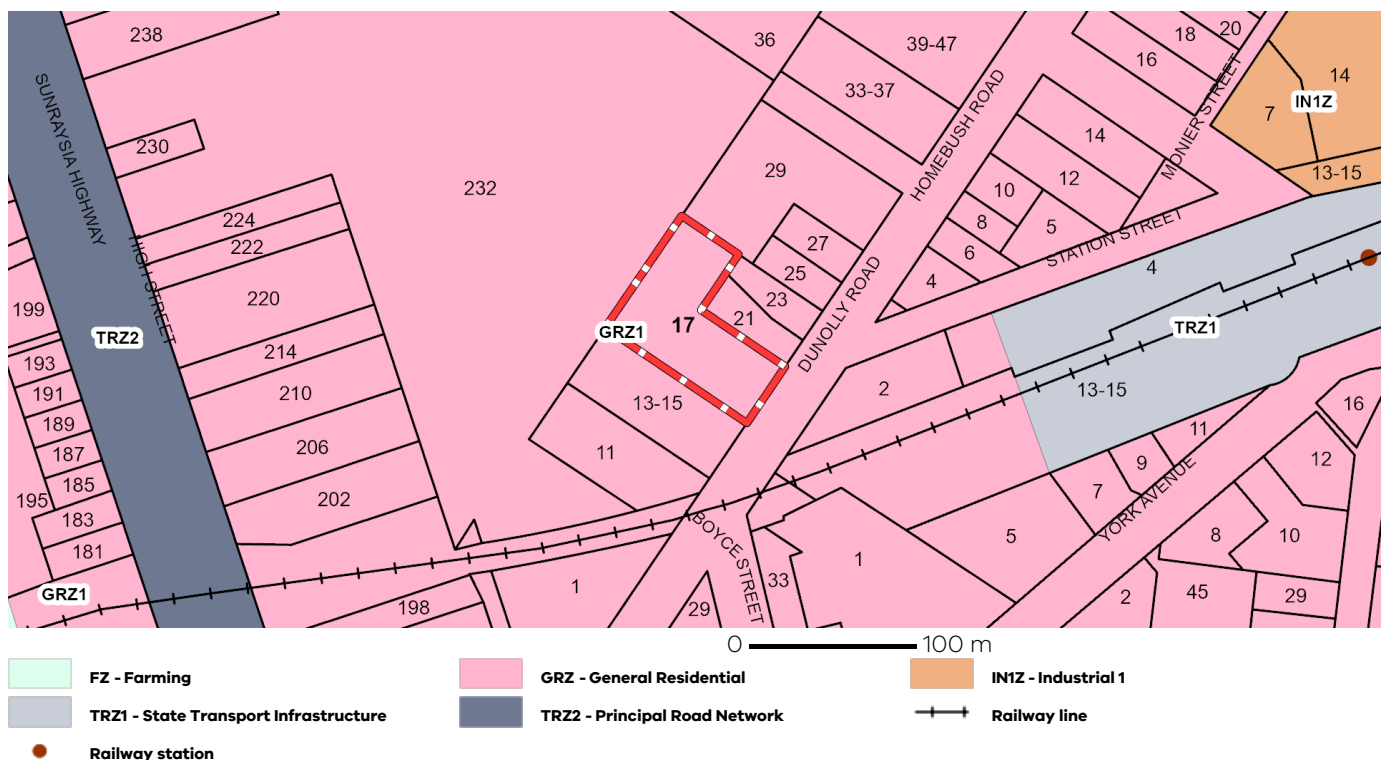 238
36
39-47
18
20
16
14
33-37
7
IN1Z
SUNRAYSIA HIGHWAY
230
HOMEBUSH ROAD
14
MONIER STREET
13-15
29
12
232
10
224
8
5
222
27
6
STATION STREET
HIGH STREET
25
4
220
23
4
199
17
21
DUNOLLY ROAD
GRZ1
TRZ1
TRZ2
214
193
2
13-15
191
210
13-15
16
189
11
206
11
12
187
9
185
202
7
YORK AVENUE
195
183
BOYCE STREET
5
8
10
181
1
33
1
GRZ1
198
29
2
45
29
0 100 m
FZ - Farming
GRZ - General Residential
IN1Z - Industrial 1
TRZ1 - State Transport Infrastructure
TRZ2 - Principal Road Network
Railway line
Railway station